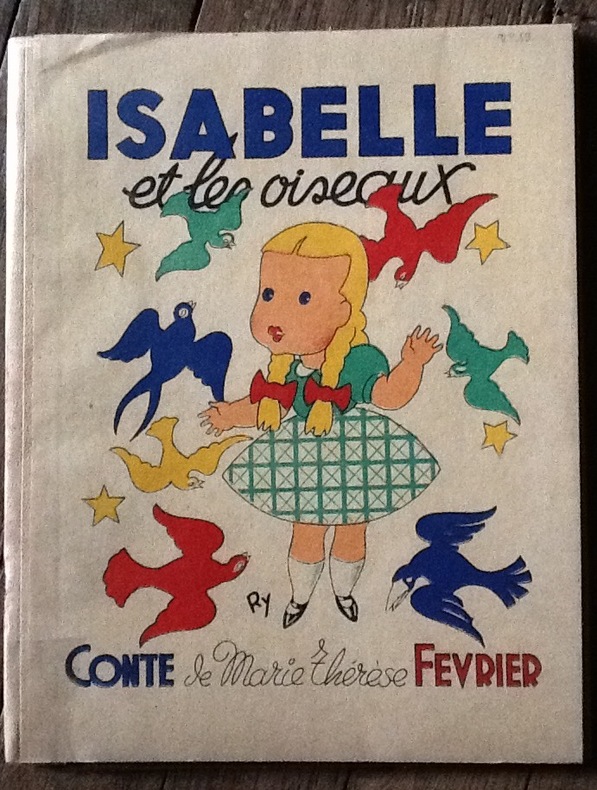 ISABELLE
et les oiseaux
RY
CONTE de Marie Thérèse FEVRIER